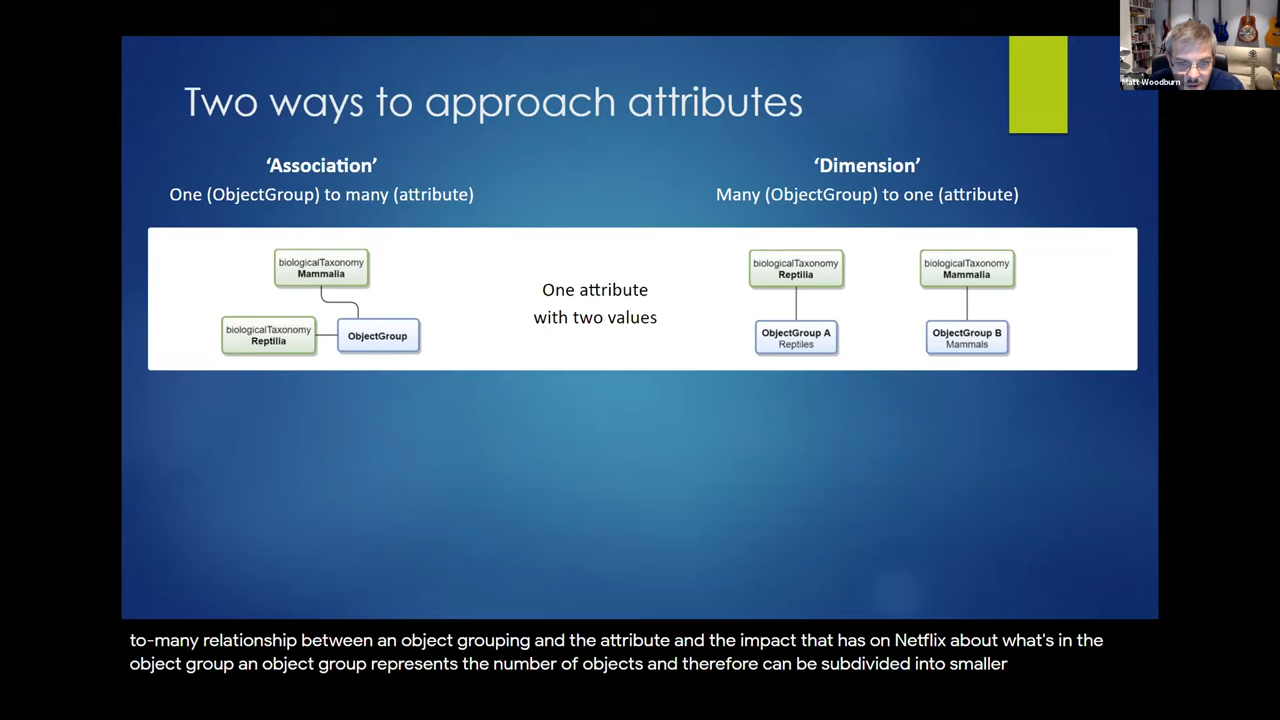 Matt Woodburn
Two ways to approach attributes
‘Association’
One (ObjectGroup) to many (attribute)
‘Dimension’
Many (ObjectGroup) to one (attribute)
biologicalTaxonomy
Mammalia
biologicalTaxonomy
Reptilia
ObjectGroup
One attribute
with two values
biologicalTaxonomy
Reptilia
ObjectGroup A
Reptiles
biologicalTaxonomy
Mammalia
ObjectGroup B
Mammals
to-many relationship between an object grouping and the attribute and the impact that has on Netflix about what's in the
object group an object group represents the number of objects and therefore can be subdivided into smaller